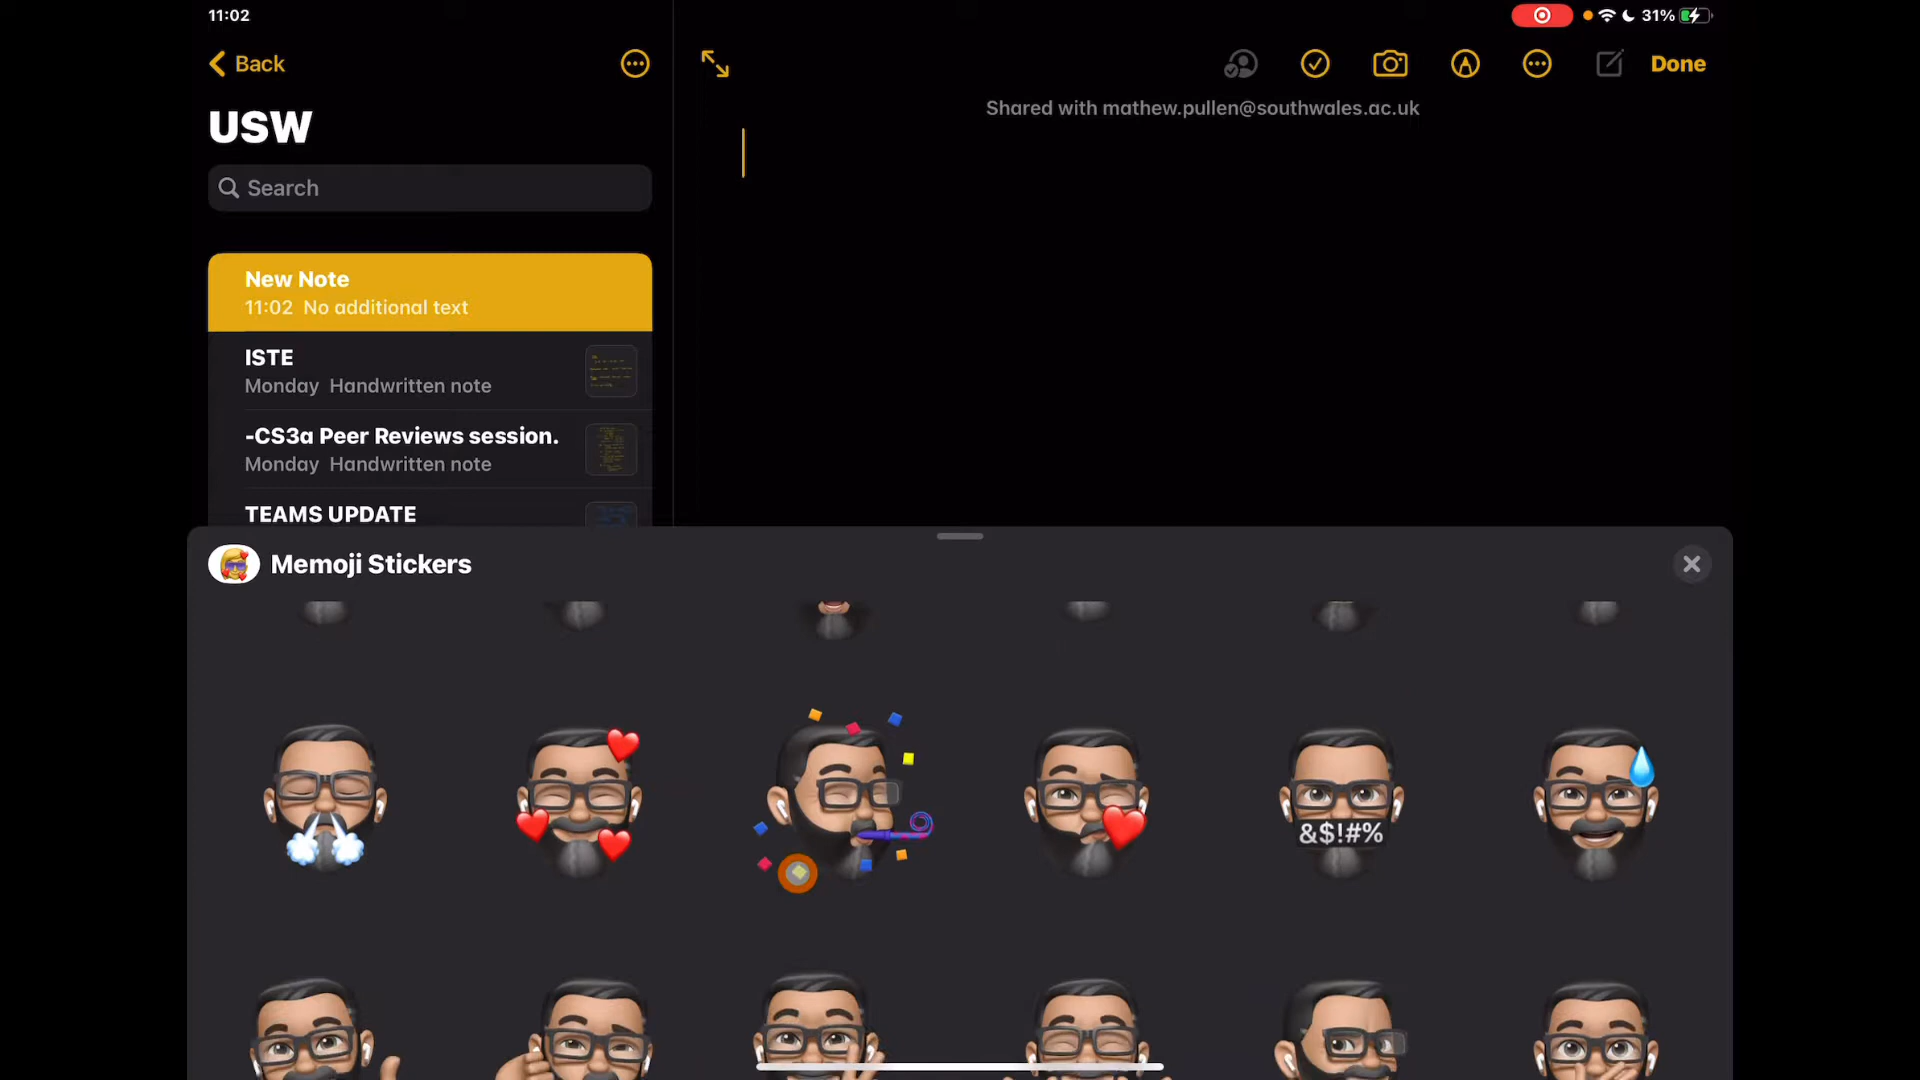 11:02
31%
Back
Done
Shared with mathew.pullen@southwales.ac.uk
USW
Search
New Note
11:02 No additional text
ISTE
Monday Handwritten note
-CS3a Peer Reviews session.
Monday Handwritten note
TEAMS UPDATE
Memoji Stickers
&$!#%